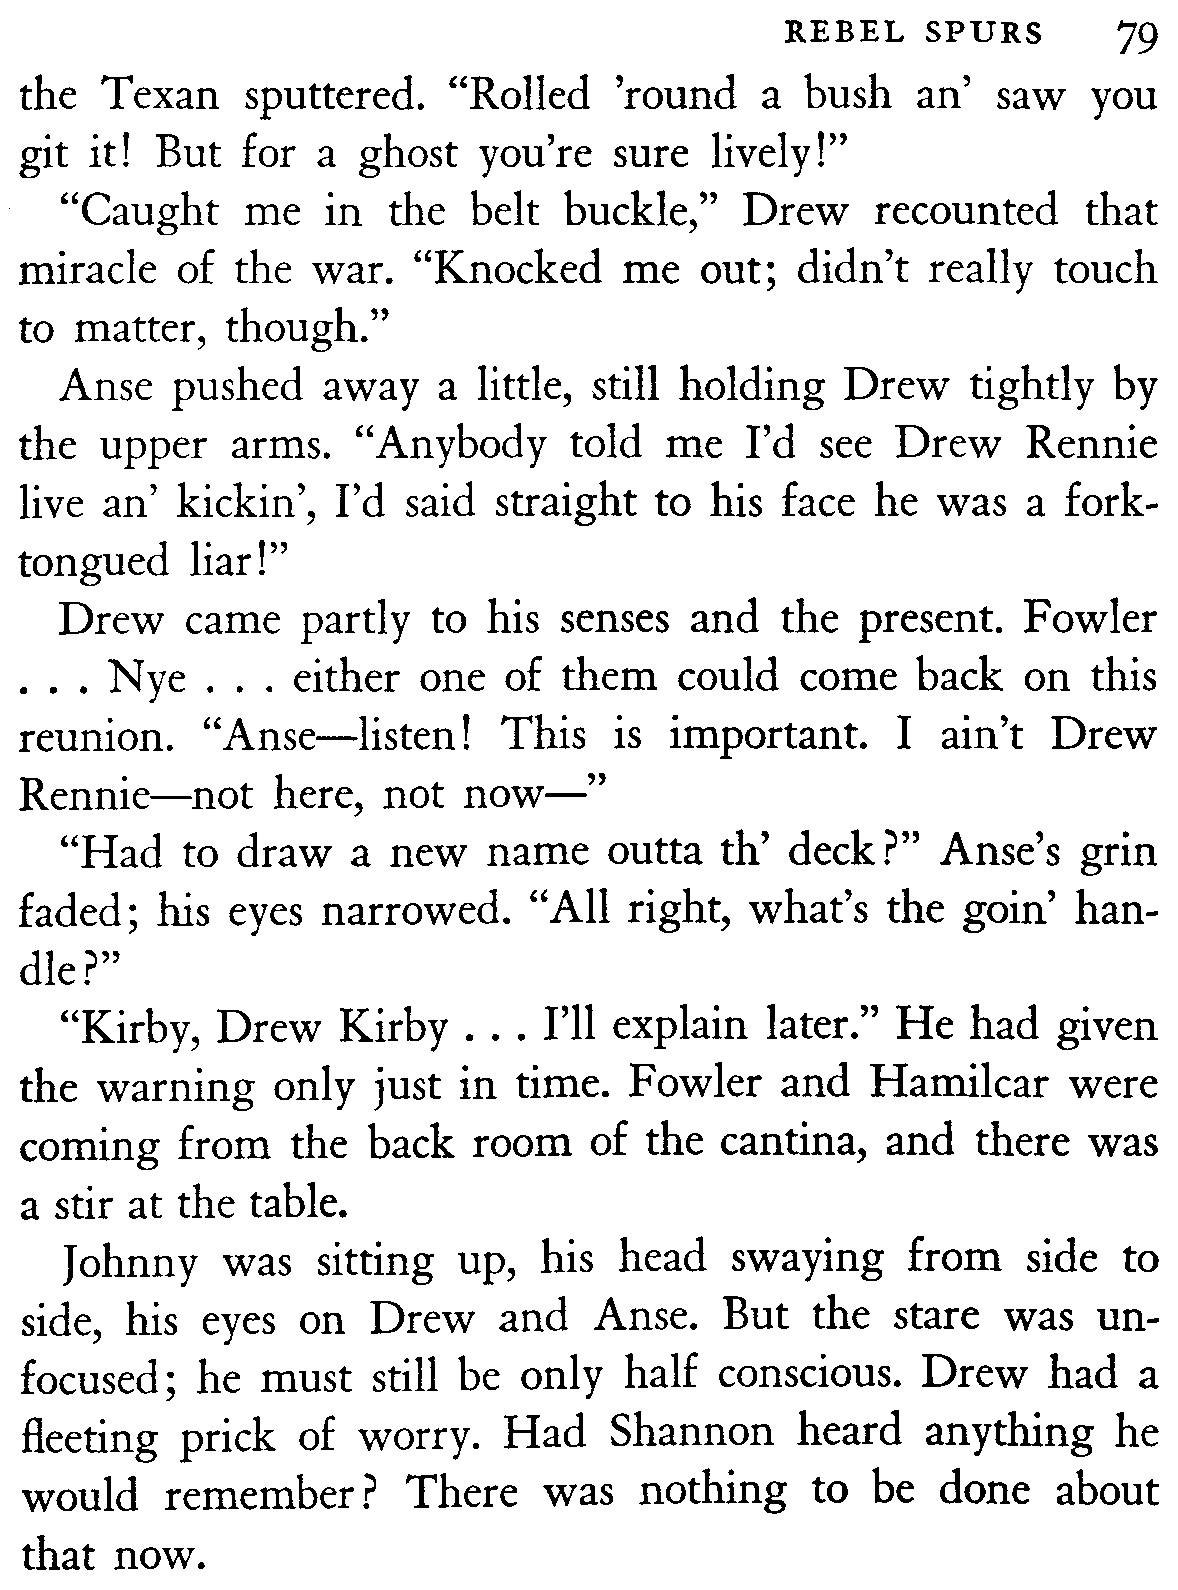 REBEL SPURS 79
the Texan sputtered. “Rolled ’round a bush an’ saw you
git it! But for a ghost you’re sure lively!”
“Caught me in the belt buckle,” Drew recounted that
miracle of the war. “Knocked me out; didn’t really touch
to matter, though.”
Anse pushed away a little, still holding Drew tightly by
the upper arms. “Anybody told me I’d see Drew Rennie
live an’ kickin’, I’d said straight to his face he was a fork-
tongued liar!”
Drew came partly to his senses and the present. Fowler
. . . Nye . . . either one of them could come back on this
reunion. “Anse—listen! This is important. I ain’t Drew
Rennie—not here, not now—”
“Had to draw a new name outta th’ deck?” Anse’s grin
faded; his eyes narrowed. “All right, what’s the goin’ han-
dle?”
“Kirby, Drew Kirby . . . I’ll explain later.” He had given
the warning only just in time. Fowler and Hamilcar were
coming from the back room of the cantina, and there was
a stir at the table.
Johnny was sitting up, his head swaying from side to
side, his eyes on Drew and Anse. But the stare was un-
focused; he must still be only half conscious. Drew had a
fleeting prick of worry. Had Shannon heard anything he
would remember? There was nothing to be done about
that now.